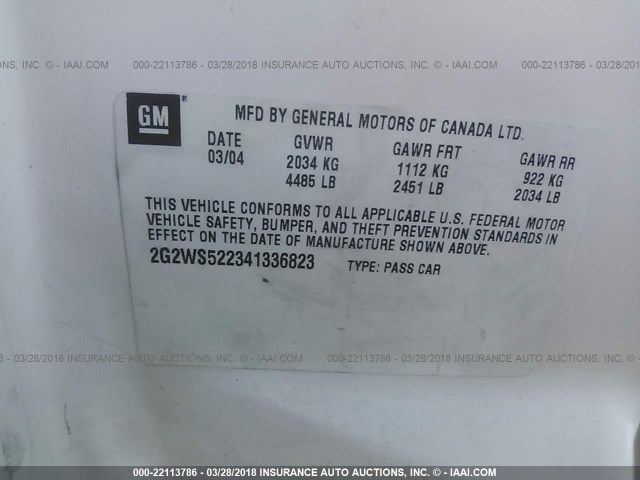 NS, INC. - IAAI.COM 000-22113786 - 03/28/2018 INSURANCE AUTO AUCTIONS, INC. © - IAAI.COM 000-22113786 - 03
GM ®
MFD BY GENERAL MOTORS OF CANADA LTD.
DATE GVWR GAWR FRT GAWR RR
03/04 2034 KG 1112 KG 922 KG
4485 LB 2451 LB 2034 LB
THIS VEHICLE CONFORMS TO ALL APPLICABLE U.S. FEDERAL MOTOR
VEHICLE SAFETY, BUMPER, AND THEFT PREVENTION STANDARDS IN
EFFECT ON THE DATE OF MANUFACTURE SHOWN ABOVE.
2G2WS522341336823 TYPE: PASS CAR
/28/2018 INSURANCE AUTO AUCTIONS, INC. © - IAAI.COM 000-22113786 - 03/28/2018 INSURANCE AUTO AUCTIONS, INC. ©
000-22113786 - 03/28/2018 INSURANCE AUTO AUCTIONS, INC. © - IAAI.COM